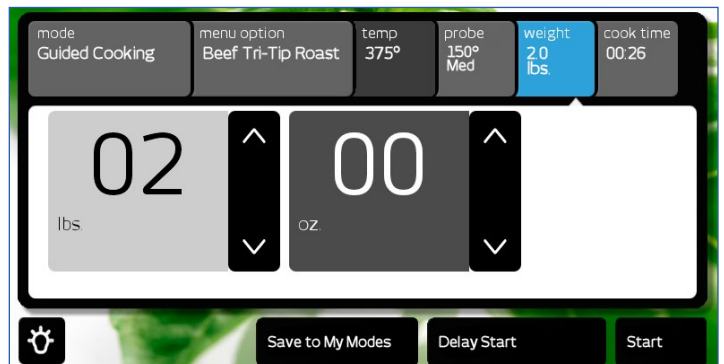 mode
Guided Cooking
menu option
Beef Tri-Tip Roast
temp
375°
probe
150°
Med
weight
2.0
lbs.
cook time
00:26
02
lbs.
00
oz.
Save to My Modes
Delay Start
Start